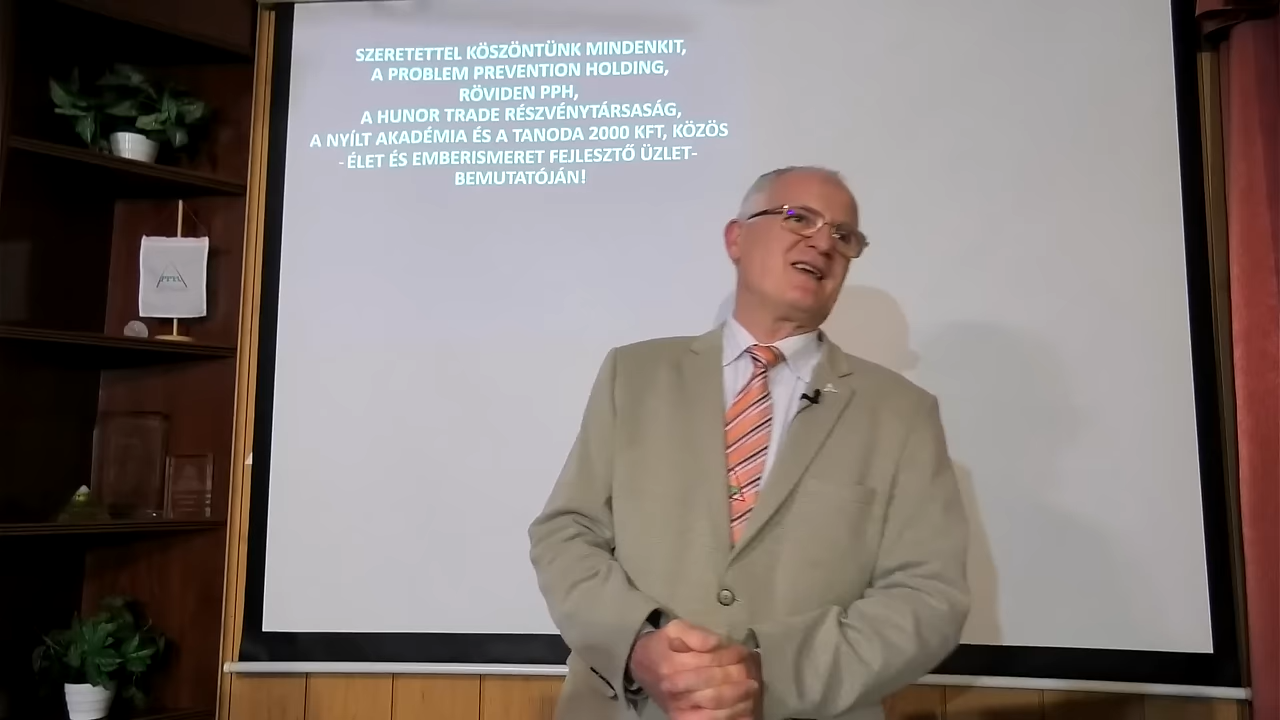 SZERETETTEL KÖSZÖNTÜNK MINDENKIT,
A PROBLEM PREVENTION HOLDING,
RÖVIDEN PPH,
A HUNOR TRADE RÉSZVÉNYTÁRSASÁG,
A NYÍLT AKADÉMIA ÉS A TANODA 2000 KFT, KÖZÖS
- ÉLET ÉS EMBERISMERET FEJLESZTŐ ÜZLET-
BEMUTATÓJÁN!